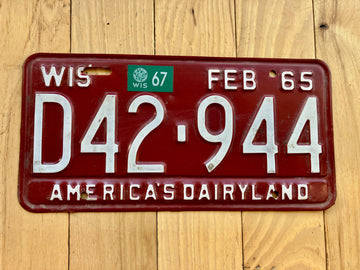 WIS WIS 67 FEB 65
D42-944
AMERICA'S DAIRYLAND